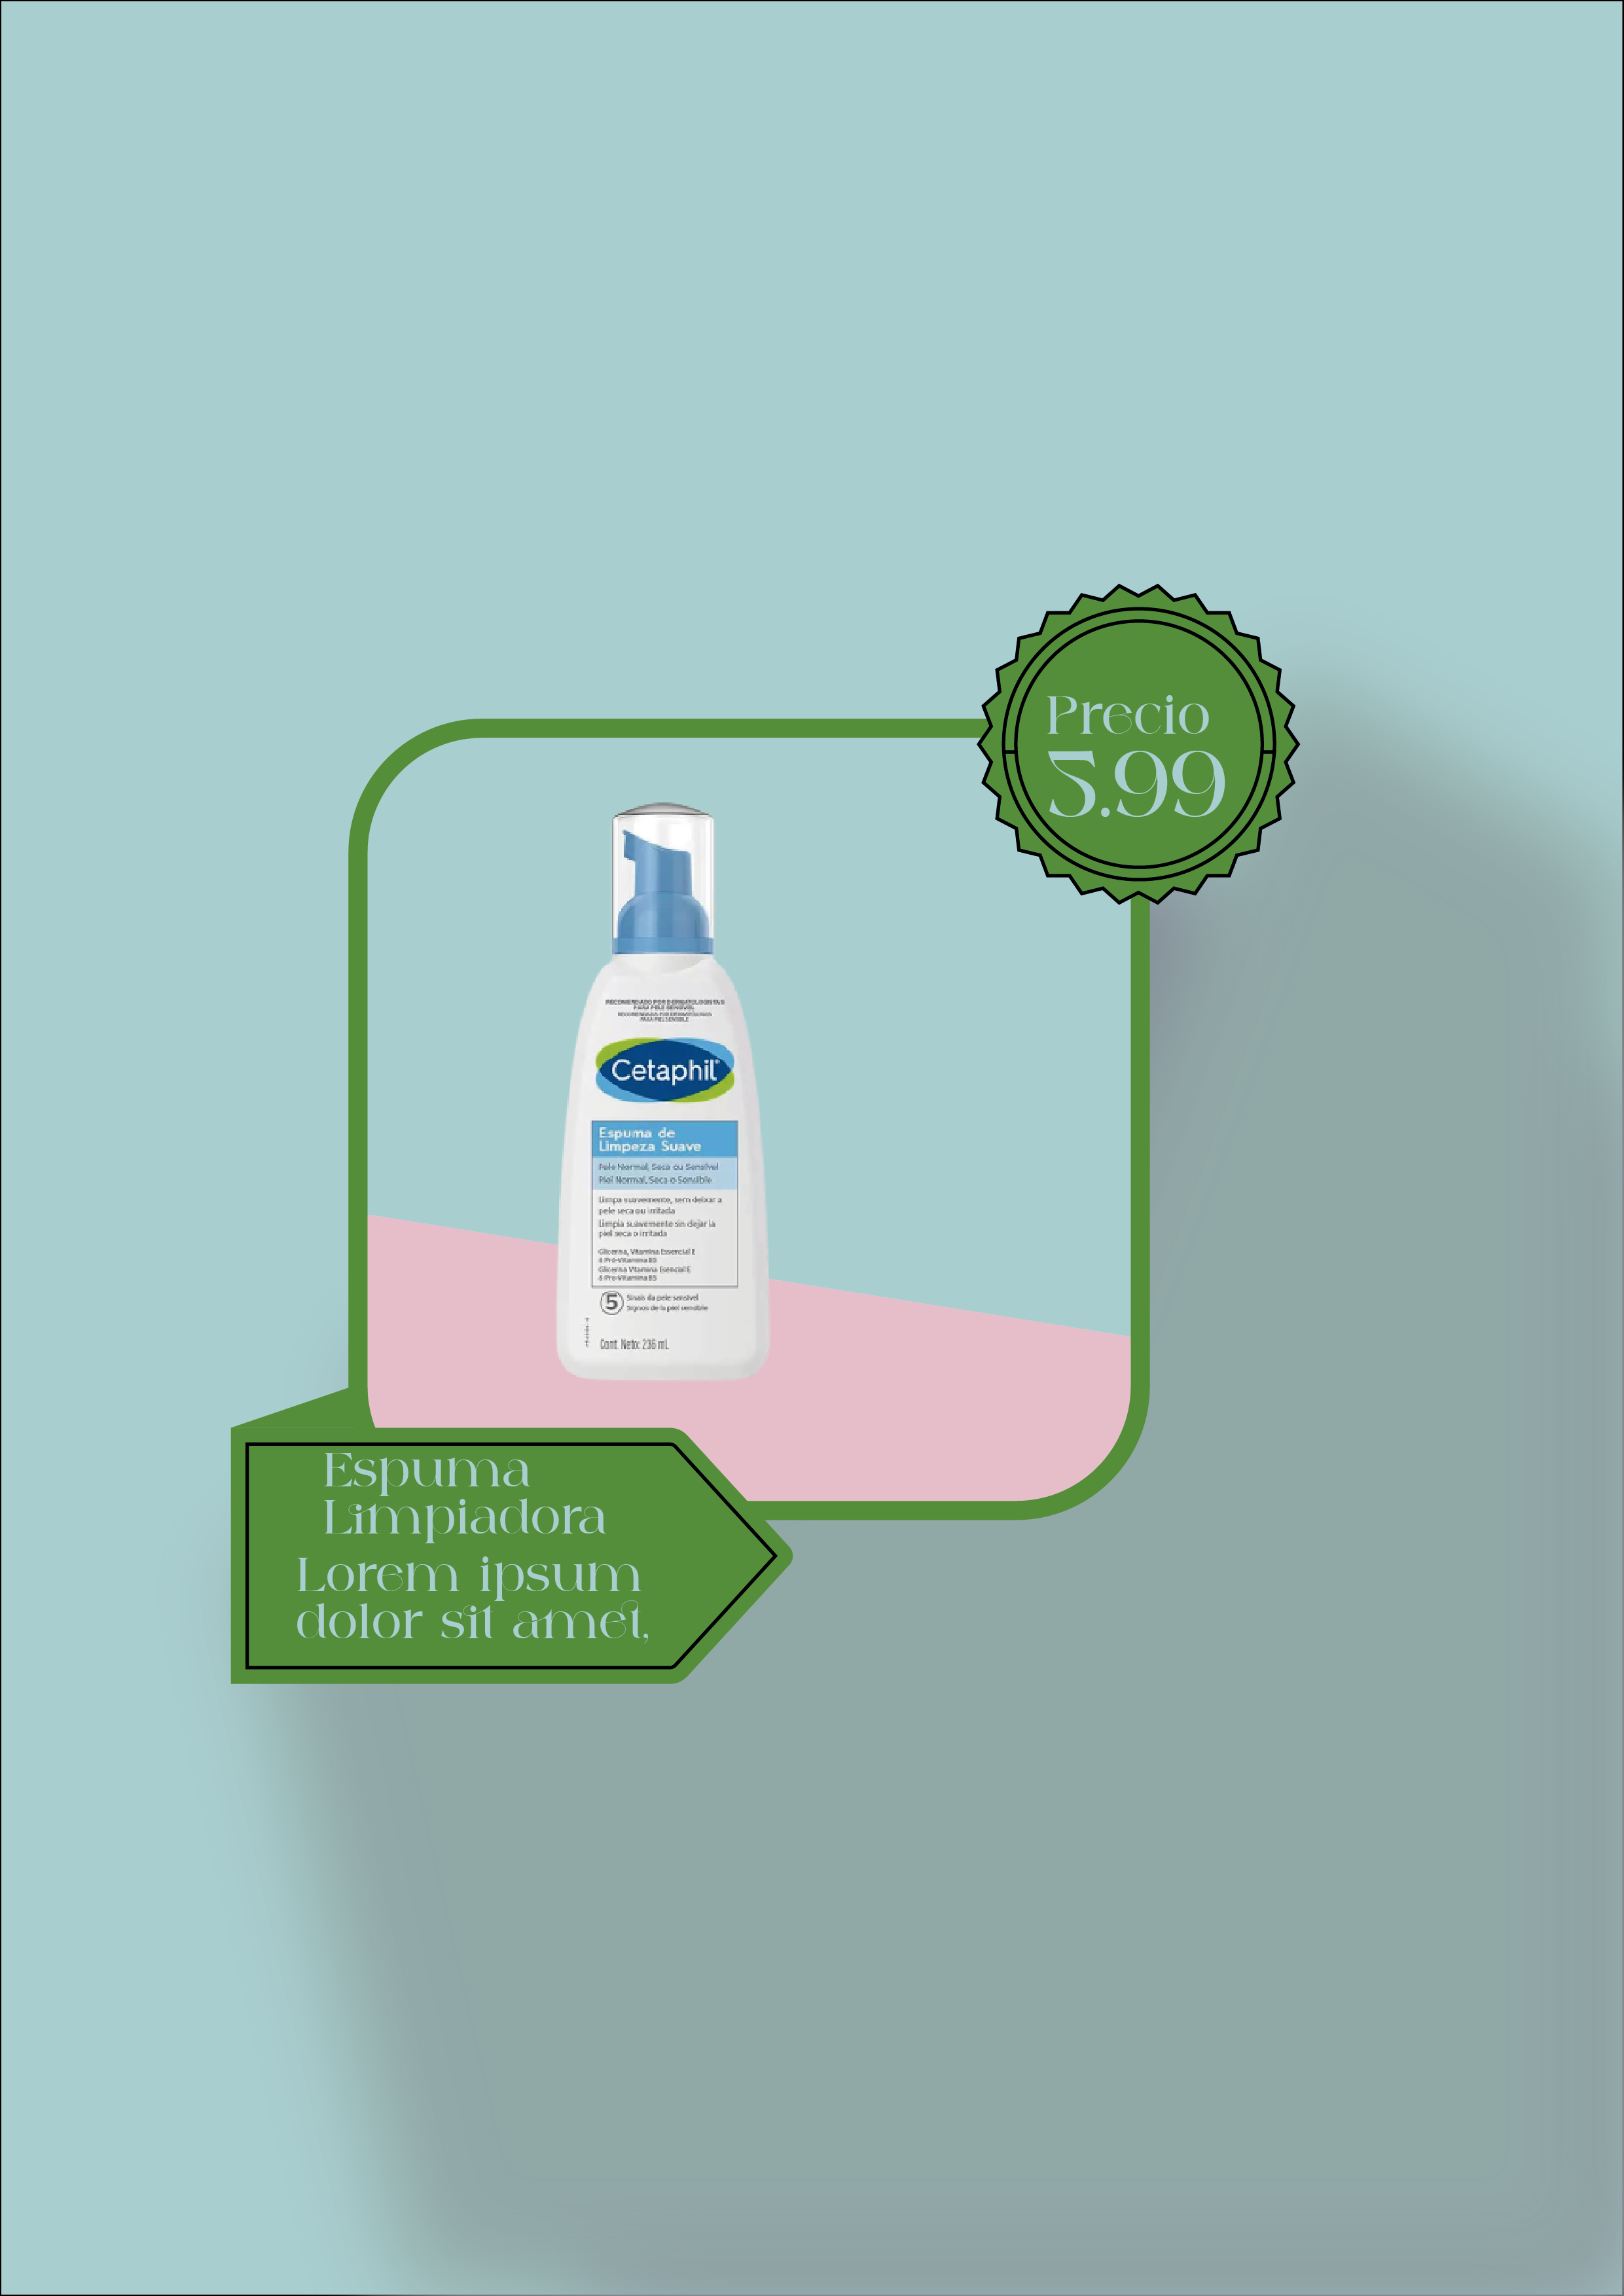 Precio
5.99
RECOMENDADO POR DERMATOLOGISTAS
PARA PELE SENSÍVEL
RECOMENDADO POR DERMATÓLOGOS
PARA PIEL SENSIBLE
Cetaphil®
Espuma de
Limpeza Suave
Pele Normal, Seca ou Sensível
Piel Normal, Seca o Sensible
Limpa suavemente, sem deixar a
pele seca ou irritada
Limpia suavemente sin dejar la
piel seca o irritada
Glicerina, Vitamina Essencial E
& Pró-Vitamina B5
Glicerina Vitamina Esencial E
& Pro-Vitamina B5
5 Sinais da pele sensível
Signos de la piel sensible
Cont. Neto: 236 mL
Espuma
Limpiadora
Lorem ipsum
dolor sit amet,